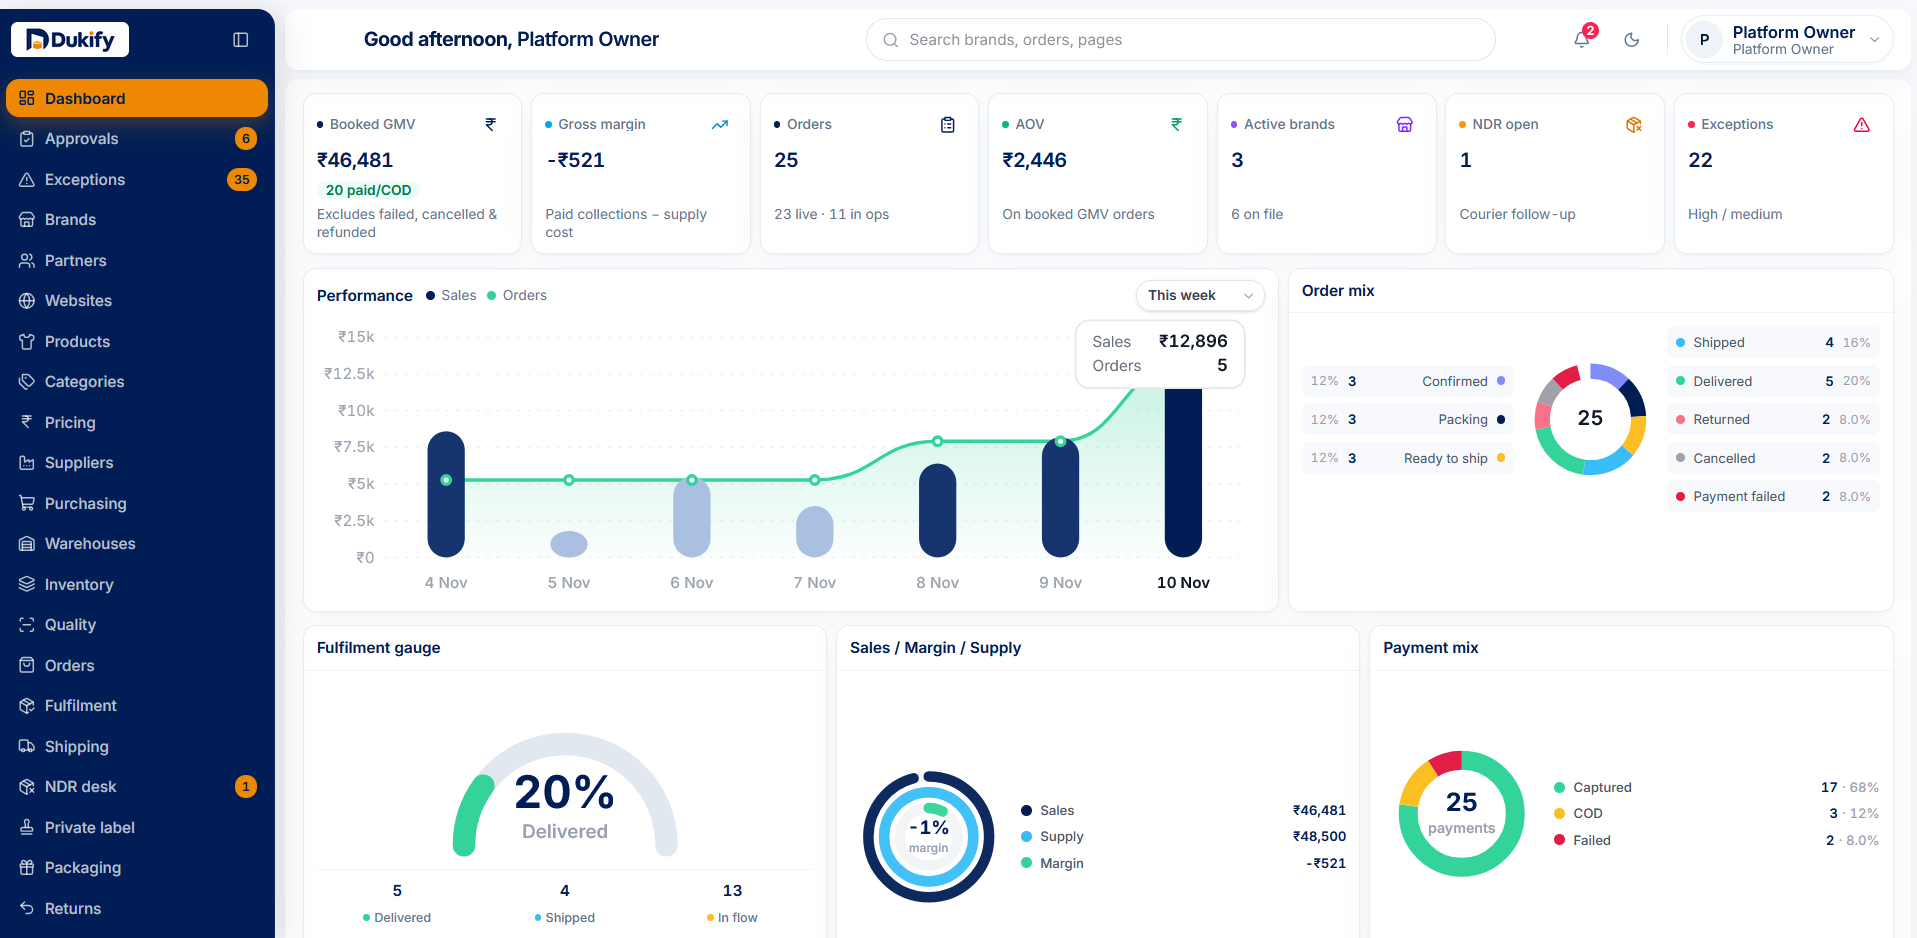 Dukify
Dashboard
Approvals 6
Exceptions 35
Brands
Partners
Websites
Products
Categories
Pricing
Suppliers
Purchasing
Warehouses
Inventory
Quality
Orders
Fulfilment
Shipping
NDR desk 1
Private label
Packaging
Returns
Good afternoon, Platform Owner
Search brands, orders, pages
2
P
Platform Owner
Platform Owner
Booked GMV ₹
₹46,481
20 paid/COD
Excludes failed, cancelled &
refunded
Gross margin
-₹521
Paid collections − supply
cost
Orders
25
23 live · 11 in ops
AOV ₹
₹2,446
On booked GMV orders
Active brands
3
6 on file
NDR open
1
Courier follow-up
Exceptions
22
High / medium
Performance Sales Orders
This week
₹15k
₹12.5k
₹10k
₹7.5k
₹5k
₹2.5k
₹0
Sales ₹12,896
Orders 5
4 Nov 5 Nov 6 Nov 7 Nov 8 Nov 9 Nov 10 Nov
Order mix
12% 3 Confirmed
12% 3 Packing
12% 3 Ready to ship
25
Shipped 4 16%
Delivered 5 20%
Returned 2 8.0%
Cancelled 2 8.0%
Payment failed 2 8.0%
Fulfilment gauge
20%
Delivered
5 4 13
Delivered Shipped In flow
Sales / Margin / Supply
-1%
margin
Sales ₹46,481
Supply ₹48,500
Margin -₹521
Payment mix
25
payments
Captured 17 · 68%
COD 3 · 12%
Failed 2 · 8.0%